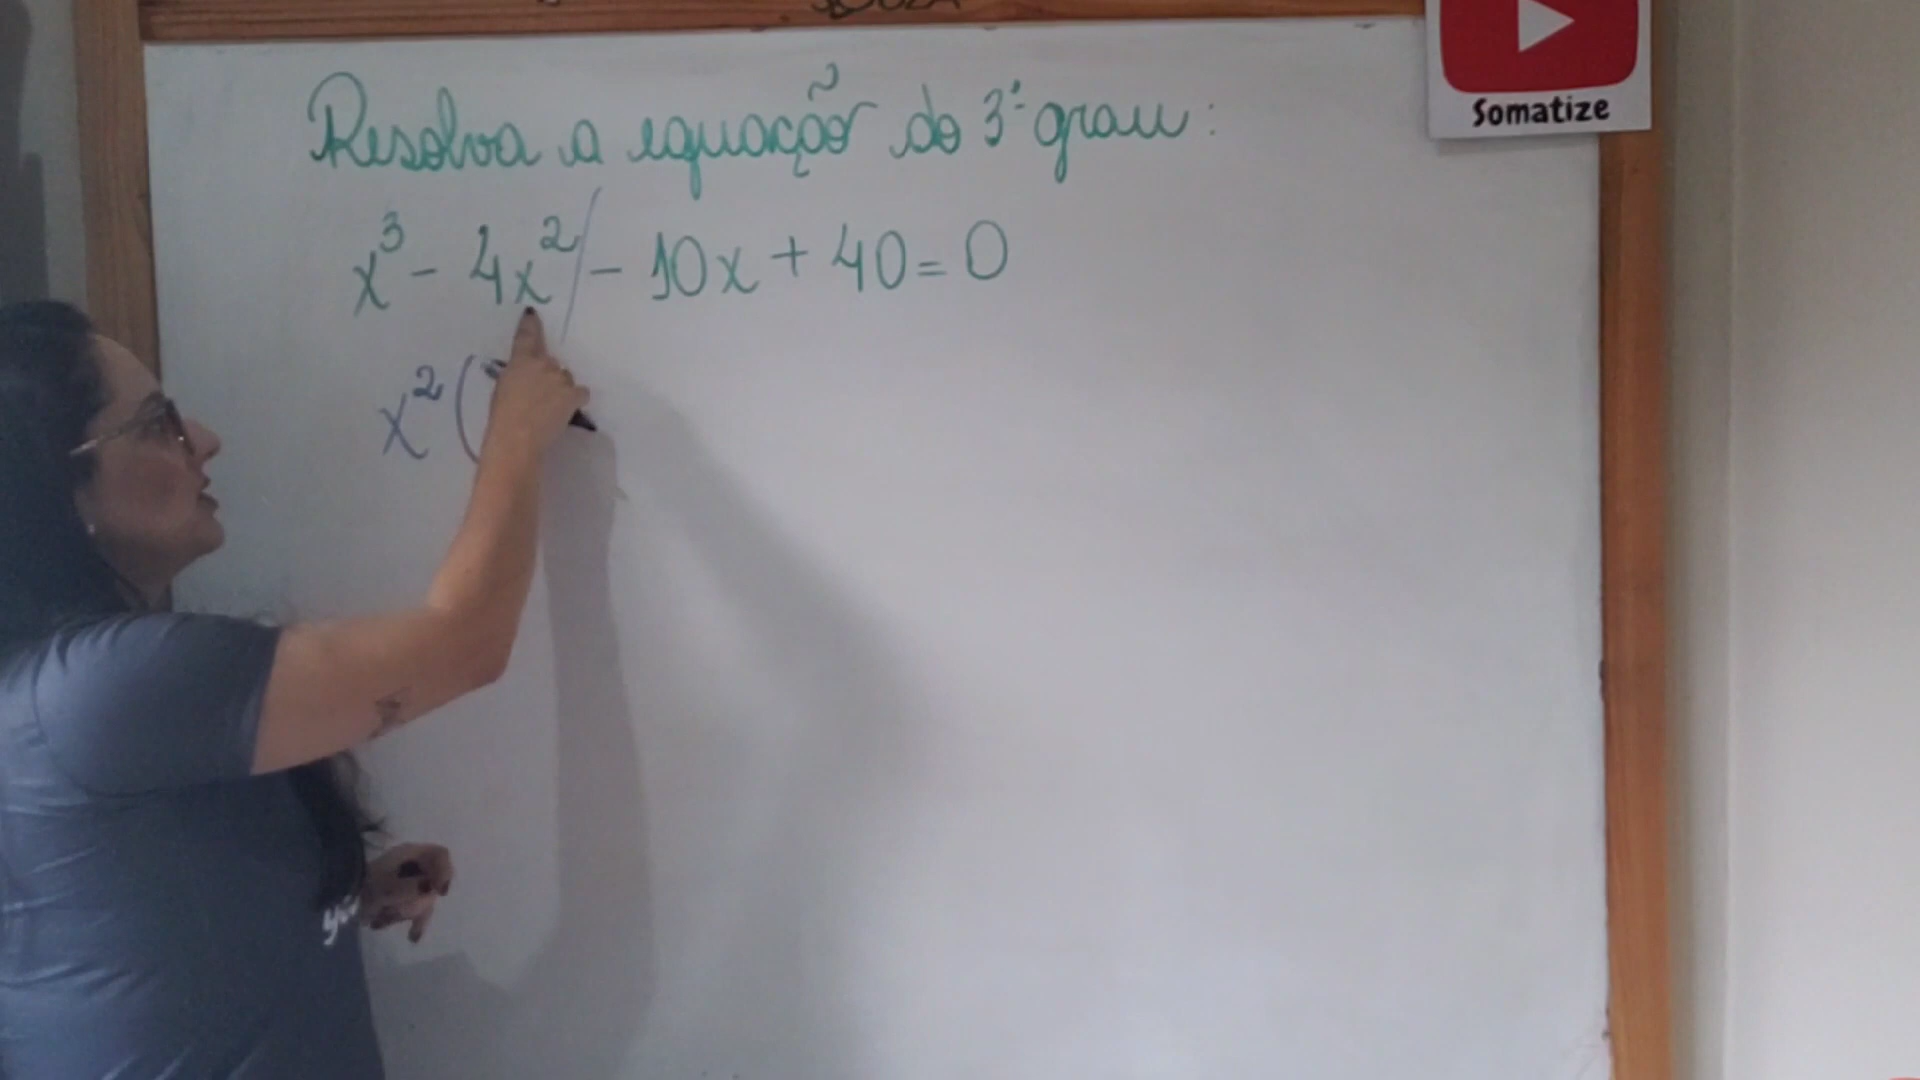 Somatize
Resolva a equação do 3º grau:
x³ - 4x² / - 10x + 40 = 0
x² (